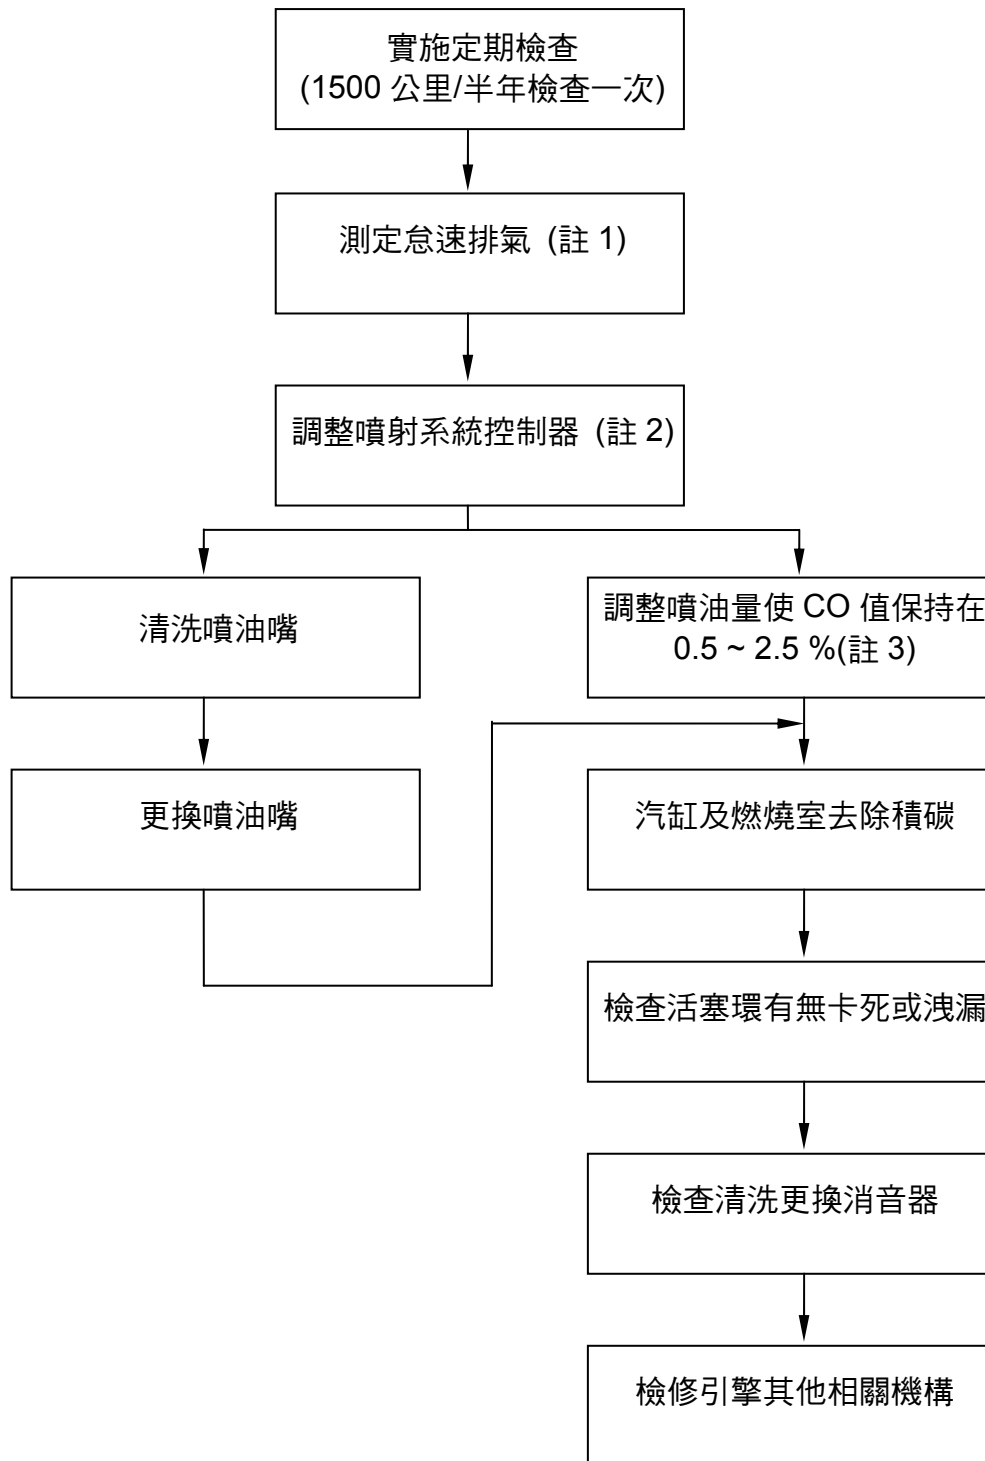 實施定期檢查
(1500 公里/半年檢查一次)
測定怠速排氣 (註 1)
調整噴射系統控制器 (註 2)
清洗噴油嘴
調整噴油量使 CO 值保持在
0.5 ~ 2.5 %(註 3)
更換噴油嘴
汽缸及燃燒室去除積碳
檢查活塞環有無卡死或洩漏
檢查清洗更換消音器
檢修引擎其他相關機構